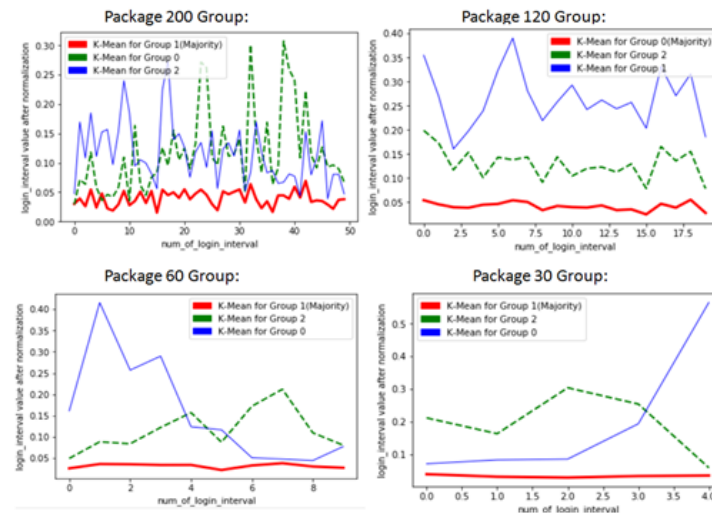 Package 200 Group:
K-Mean for Group 1(Majority)
K-Mean for Group 0
K-Mean for Group 2
login_interval value after normalization
0.30
0.25
0.20
0.15
0.10
0.05
0.00
0 10 20 30 40 50
num_of_login_interval
Package 120 Group:
K-Mean for Group 0(Majority)
K-Mean for Group 2
K-Mean for Group 1
login_interval value after normalization
0.40
0.35
0.30
0.25
0.20
0.15
0.10
0.05
0.0 2.5 5.0 7.5 10.0 12.5 15.0 17.5
num_of_login_interval
Package 60 Group:
K-Mean for Group 1(Majority)
K-Mean for Group 2
K-Mean for Group 0
login_interval value after normalization
0.40
0.35
0.30
0.25
0.20
0.15
0.10
0.05
0 2 4 6 8
num_of_login_interval
Package 30 Group:
K-Mean for Group 1(Majority)
K-Mean for Group 2
K-Mean for Group 0
login_interval value after normalization
0.5
0.4
0.3
0.2
0.1
0.0 0.5 1.0 1.5 2.0 2.5 3.0 3.5 4.0
num_of_login_interval